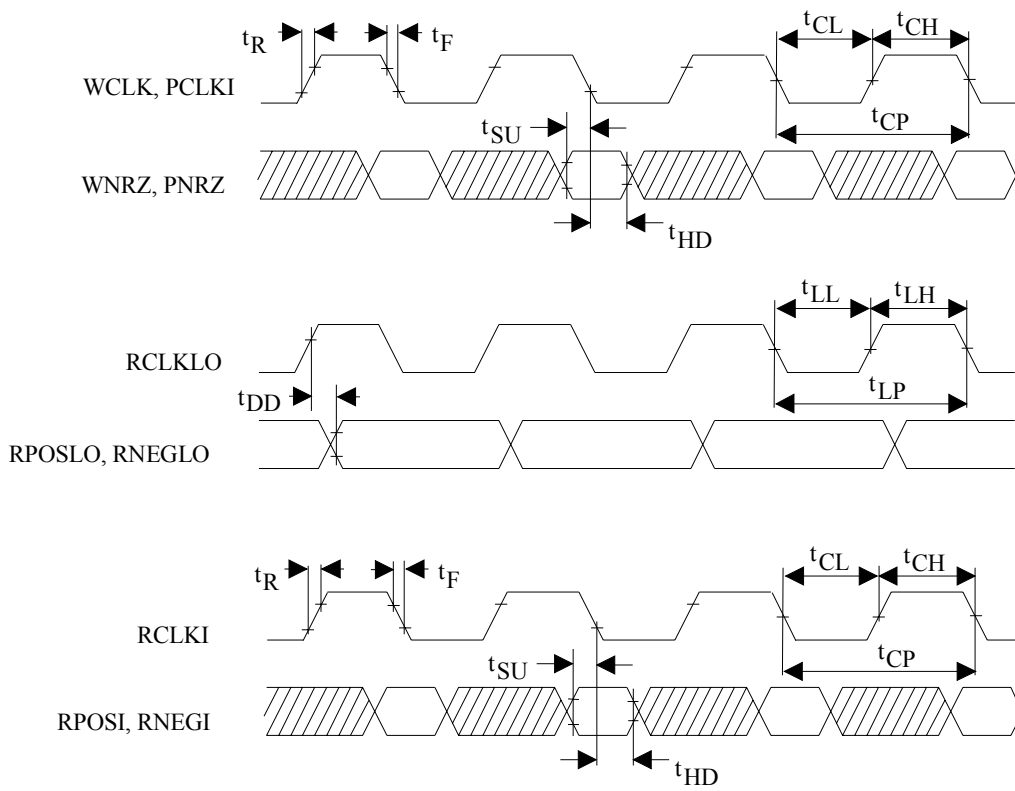 tR
tF
tCL
tCH
WCLK, PCLKI
tSU
tCP
WNRZ, PNRZ
tHD
tLL
tLH
RCLKLO
tDD
tLP
RPOSLO, RNEGLO
tR
tF
tCL
tCH
RCLKI
tSU
tCP
RPOSI, RNEGI
tHD